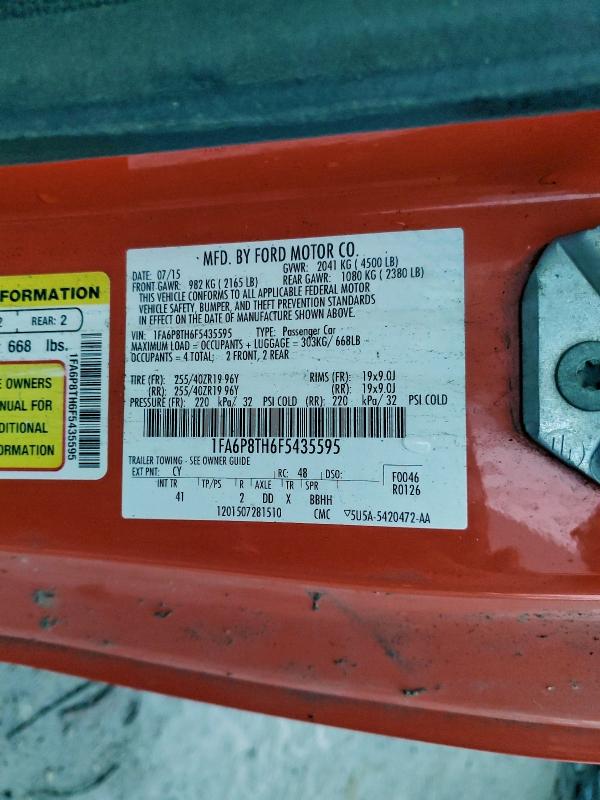 MFD. BY FORD MOTOR CO.
DATE: 07/15 GVWR: 2041 KG ( 4500 LB)
FRONT GAWR: 982 KG ( 2165 LB) REAR GAWR: 1080 KG ( 2380 LB)
THIS VEHICLE CONFORMS TO ALL APPLICABLE FEDERAL MOTOR
VEHICLE SAFETY, BUMPER, AND THEFT PREVENTION STANDARDS
IN EFFECT ON THE DATE OF MANUFACTURE SHOWN ABOVE.
VIN: 1FA6P8TH6F5435595 TYPE: Passenger Car
MAXIMUM LOAD = OCCUPANTS + LUGGAGE = 303KG/ 668LB
OCCUPANTS = 4 TOTAL; 2 FRONT, 2 REAR
TIRE (FR): 255/40ZR19 96Y RIMS (FR): 19x9.0J
(RR): 255/40ZR19 96Y (RR): 19x9.0J
PRESSURE (FR): 220 kPa/ 32 PSI COLD (RR): 220 kPa/ 32 PSI COLD
1FA6P8TH6F5435595
TRAILER TOWING - SEE OWNER GUIDE
EXT PNT: CY RC: 48 DSO:
F0046
R0126
INT TR TP/PS R AXLE TR SPR
41 2 DD X BBHH
1201507281510 CMC ▽5U5A-5420472-AA
FORMATION
2 REAR: 2
668 lbs.
E OWNERS
ANUAL FOR
DITIONAL
FORMATION
1FA6P8TH6F5435595